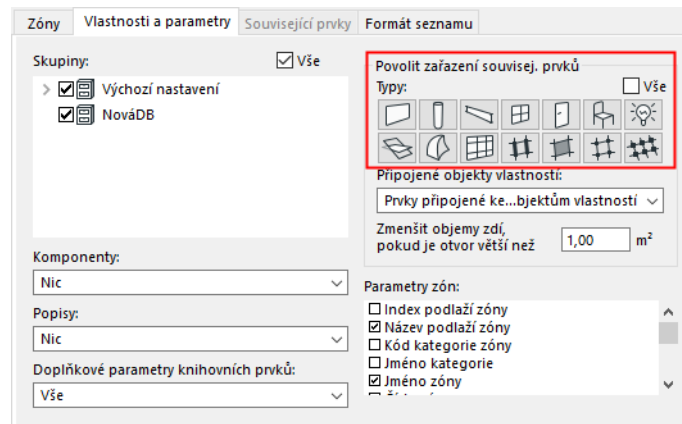 Zóny
Vlastnosti a parametry
Související prvky
Formát seznamu
Skupiny:
Vše
Výchozí nastavení
NováDB
Komponenty:
Nic
Popisy:
Nic
Doplňkové parametry knihovních prvků:
Vše
Povolit zařazení souvisej. prvků
Typy:
Vše
Připojené objekty vlastností:
Prvky připojené ke...bjektům vlastností
Zmenšit objemy zdí,
pokud je otvor větší než
1,00
m²
Parametry zón:
Index podlaží zóny
Název podlaží zóny
Kód kategorie zóny
Jméno kategorie
Jméno zóny